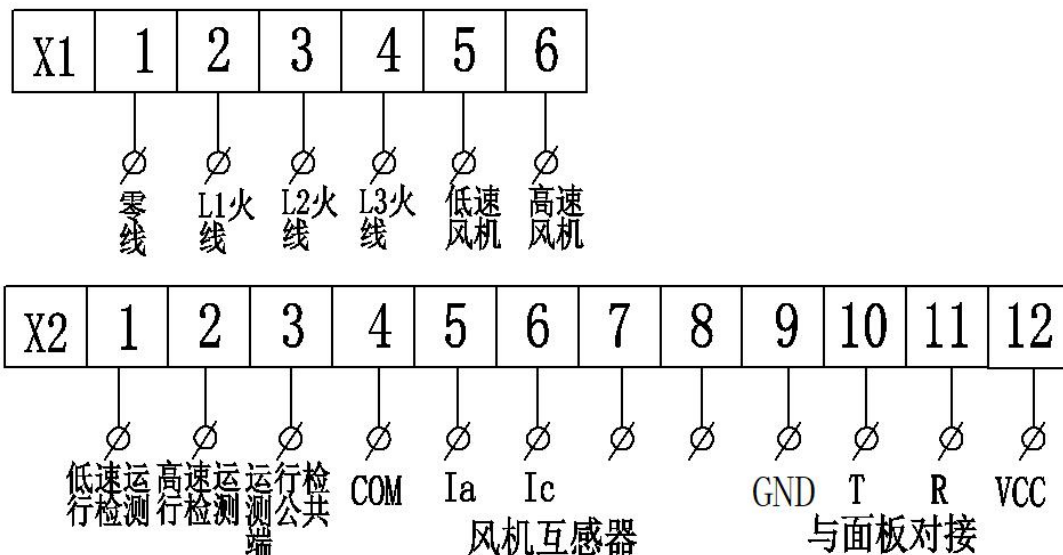 X1 1 2 3 4 5 6
零线 L1火线 L2火线 L3火线 低速风机 高速风机
X2 1 2 3 4 5 6 7 8 9 10 11 12
低速运行检测 高速运行检测 运行检测公共端 COM Ia Ic GND T R VCC
风机互感器 与面板对接